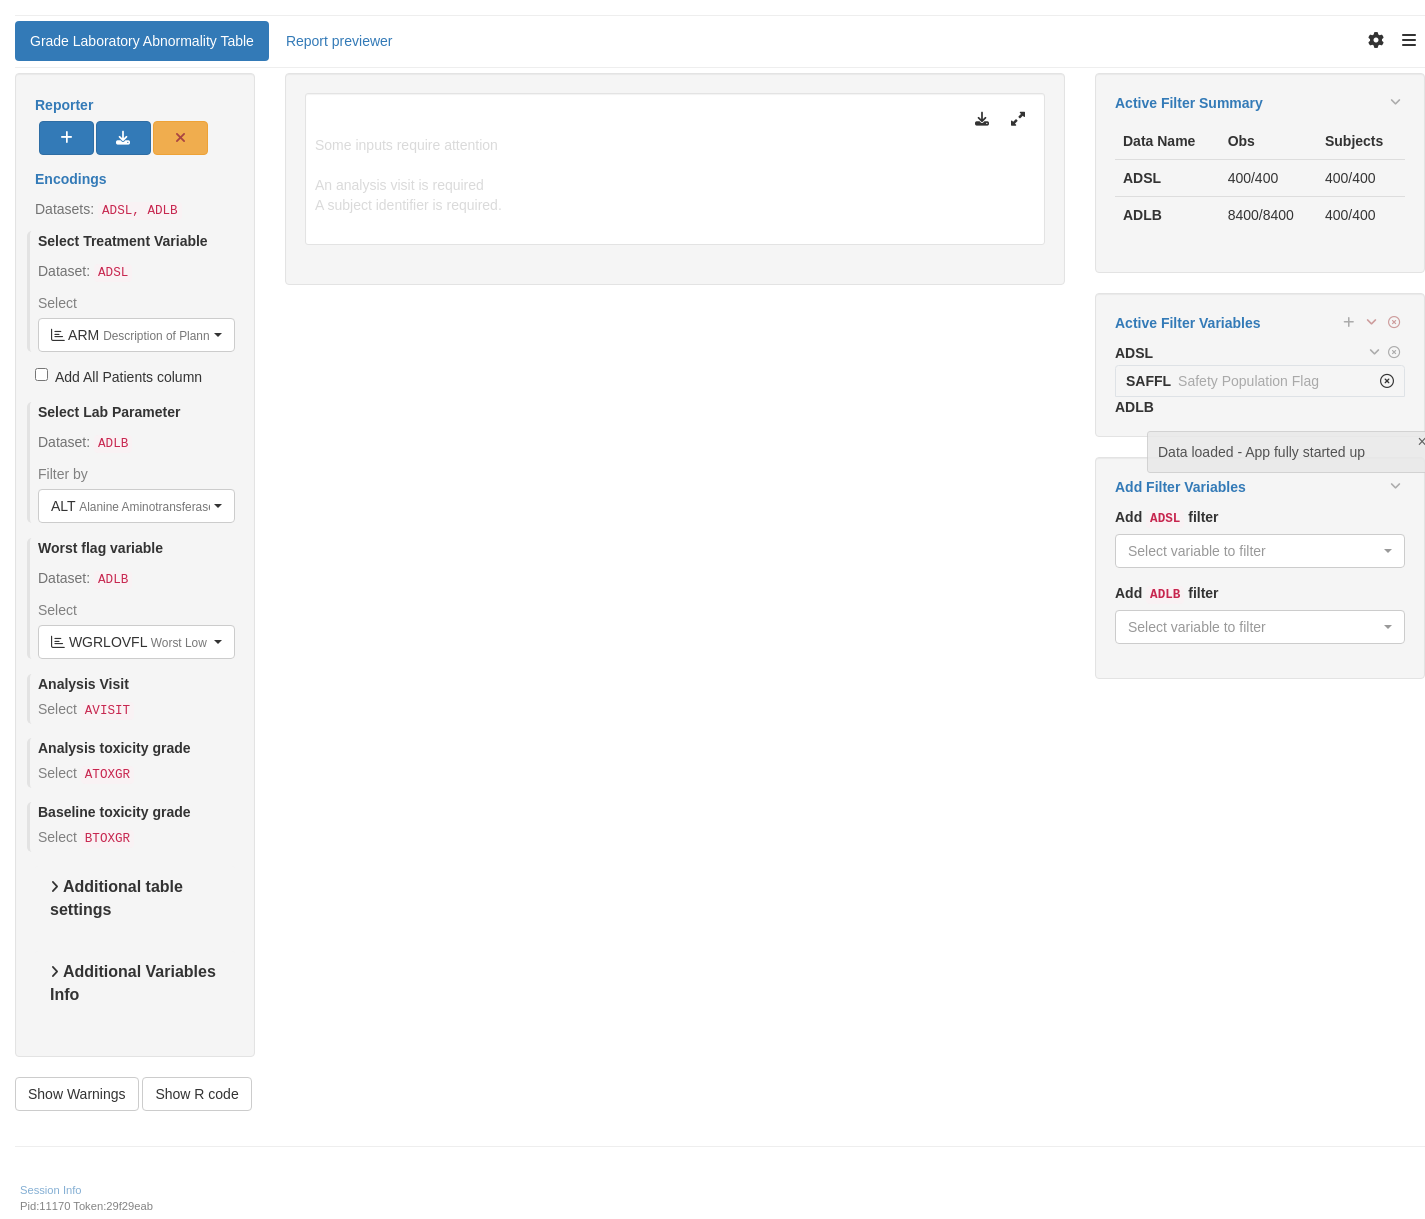 Grade Laboratory Abnormality Table
Report previewer
Reporter
Encodings
Datasets: ADSL, ADLB
Select Treatment Variable
Dataset: ADSL
Select
ARM Description of Plann
Add All Patients column
Select Lab Parameter
Dataset: ADLB
Filter by
ALT Alanine Aminotransferase
Worst flag variable
Dataset: ADLB
Select
WGRLOVFL Worst Low
Analysis Visit
Select AVISIT
Analysis toxicity grade
Select ATOXGR
Baseline toxicity grade
Select BTOXGR
Additional table
settings
Additional Variables
Info
Show Warnings
Show R code
Some inputs require attention
An analysis visit is required
A subject identifier is required.
Active Filter Summary
Data Name Obs Subjects
ADSL 400/400 400/400
ADLB 8400/8400 400/400
Active Filter Variables
ADSL
SAFFL Safety Population Flag
ADLB
Data loaded - App fully started up
Add Filter Variables
Add ADSL filter
Select variable to filter
Add ADLB filter
Select variable to filter
Session Info
Pid:11170 Token:29f29eab